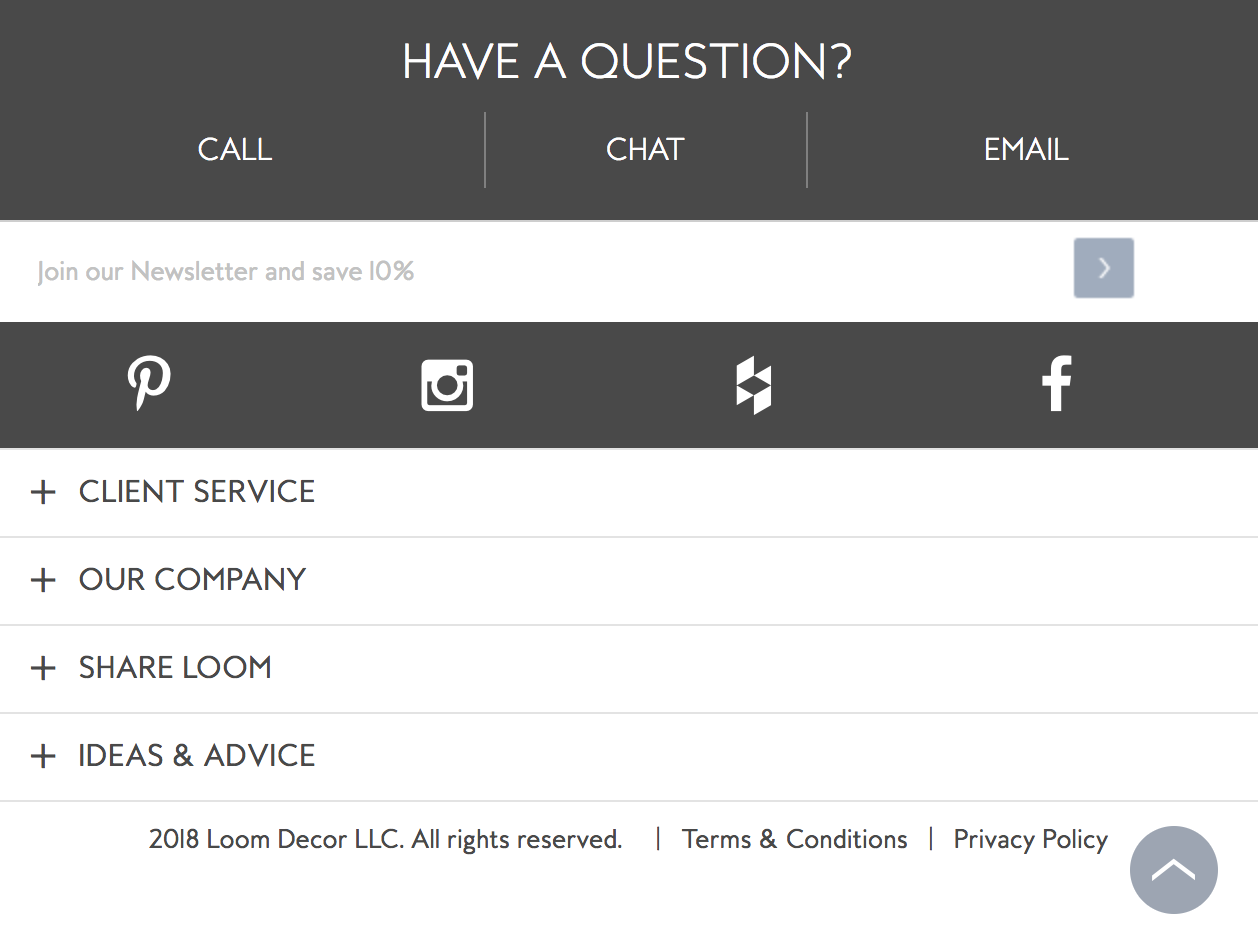 HAVE A QUESTION?
CALL CHAT EMAIL
Join our Newsletter and save 10%
CLIENT SERVICE
OUR COMPANY
SHARE LOOM
IDEAS & ADVICE
2018 Loom Decor LLC. All rights reserved. | Terms & Conditions | Privacy Policy